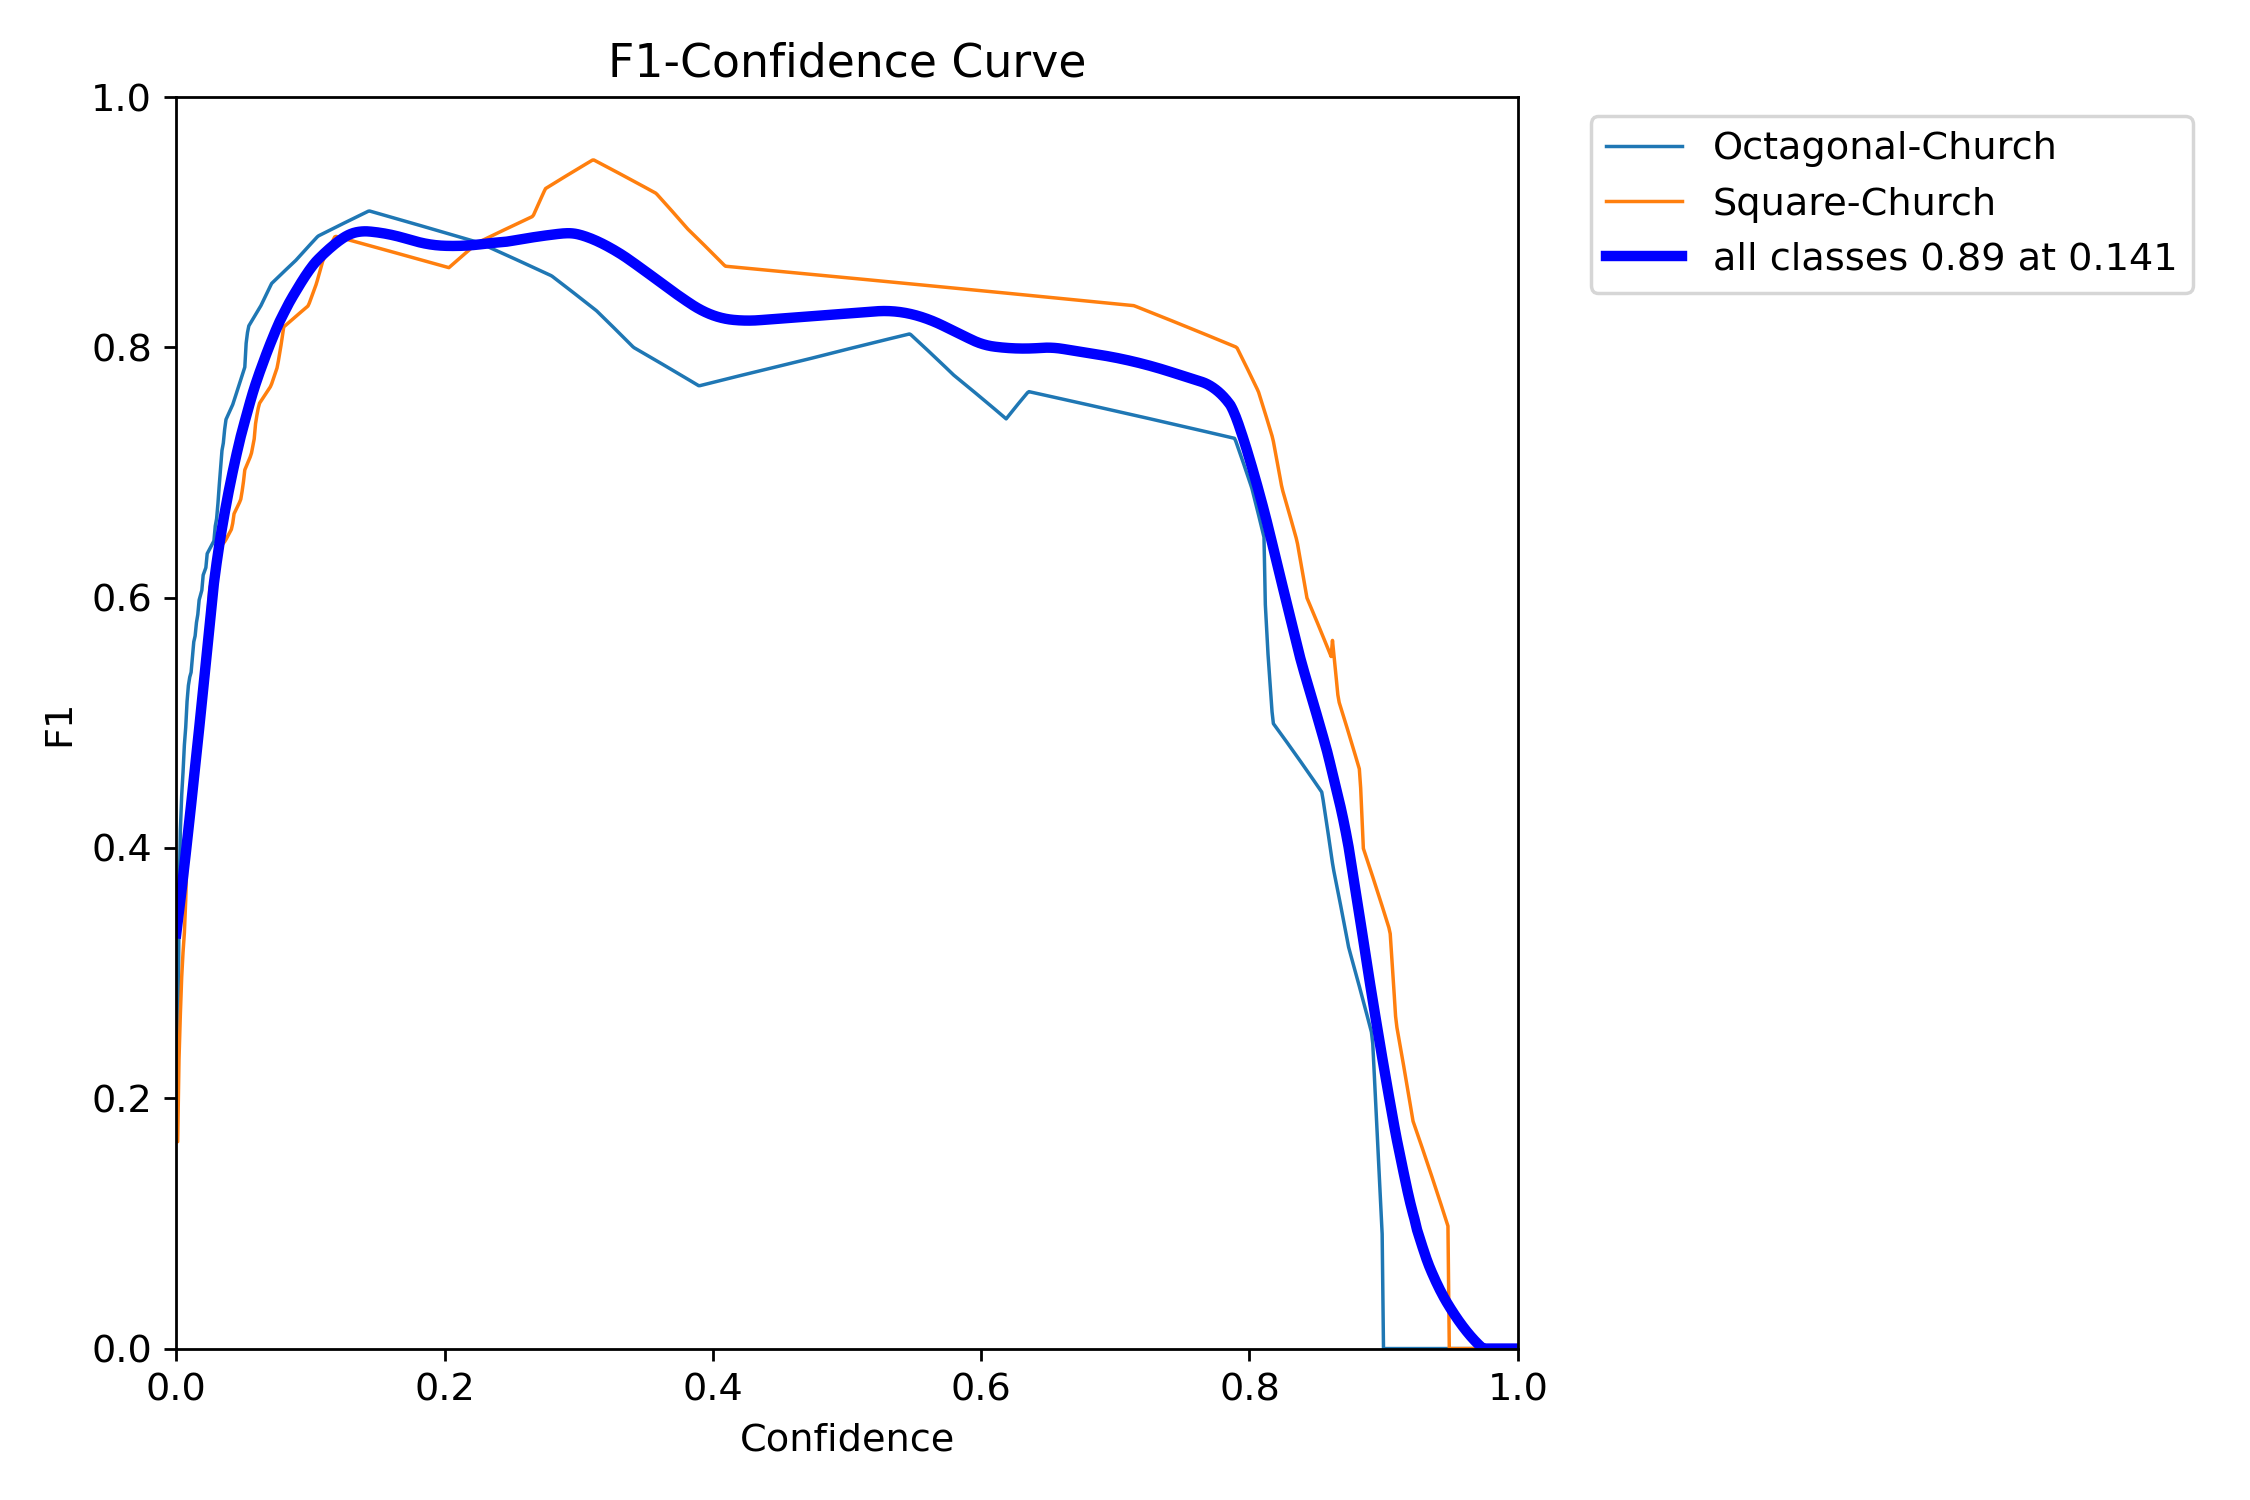 F1-Confidence Curve
1.0
0.8
0.6
0.4
0.2
0.0
F1
0.0 0.2 0.4 0.6 0.8 1.0
Confidence
Octagonal-Church
Square-Church
all classes 0.89 at 0.141